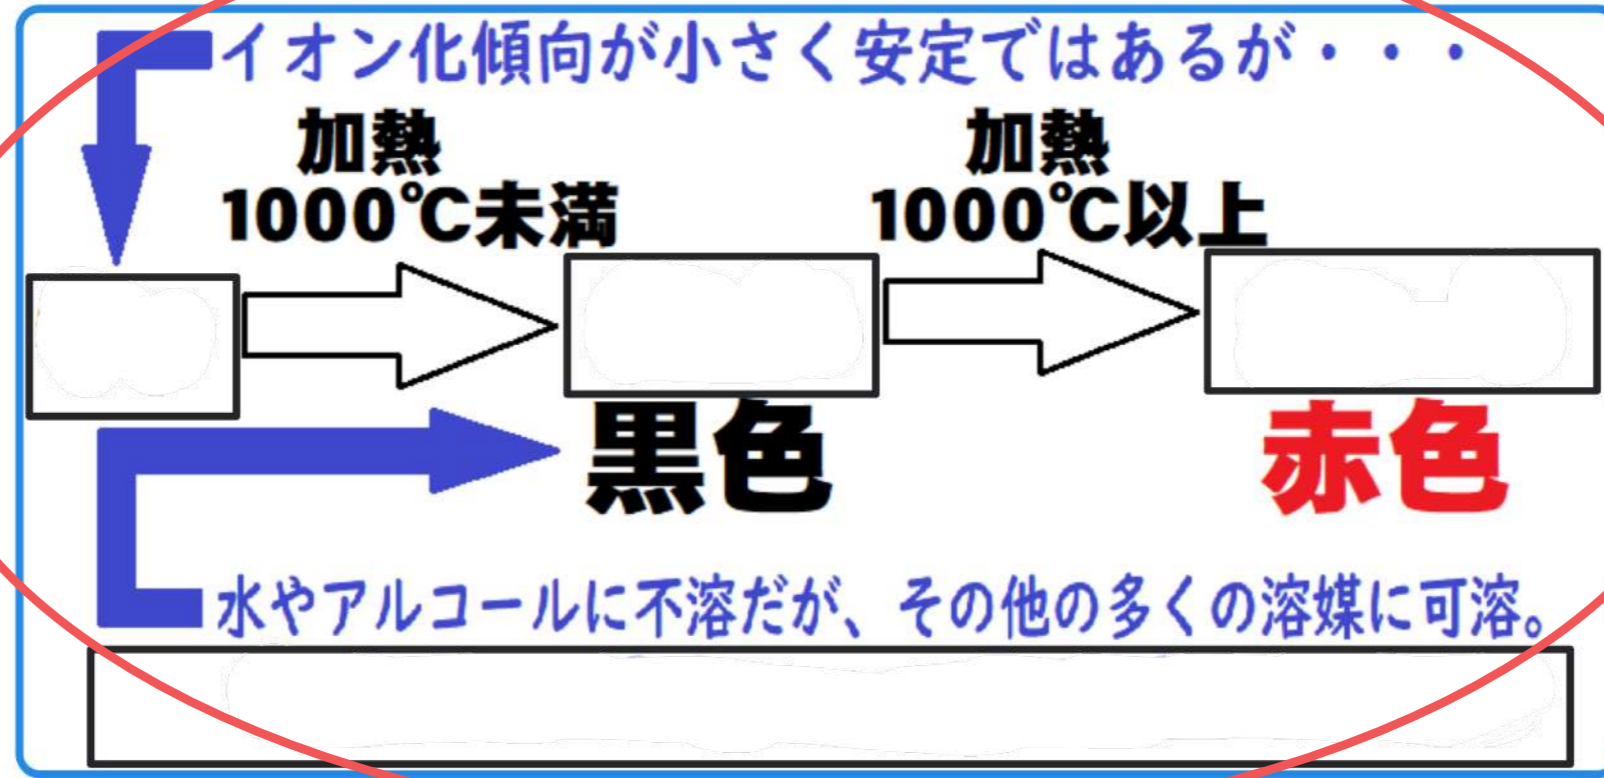 イオン化傾向が小さく安定ではあるが・・・
加熱
1000℃未満
加熱
1000℃以上
黒色
赤色
水やアルコールに不溶だが、その他の多くの溶媒に可溶。